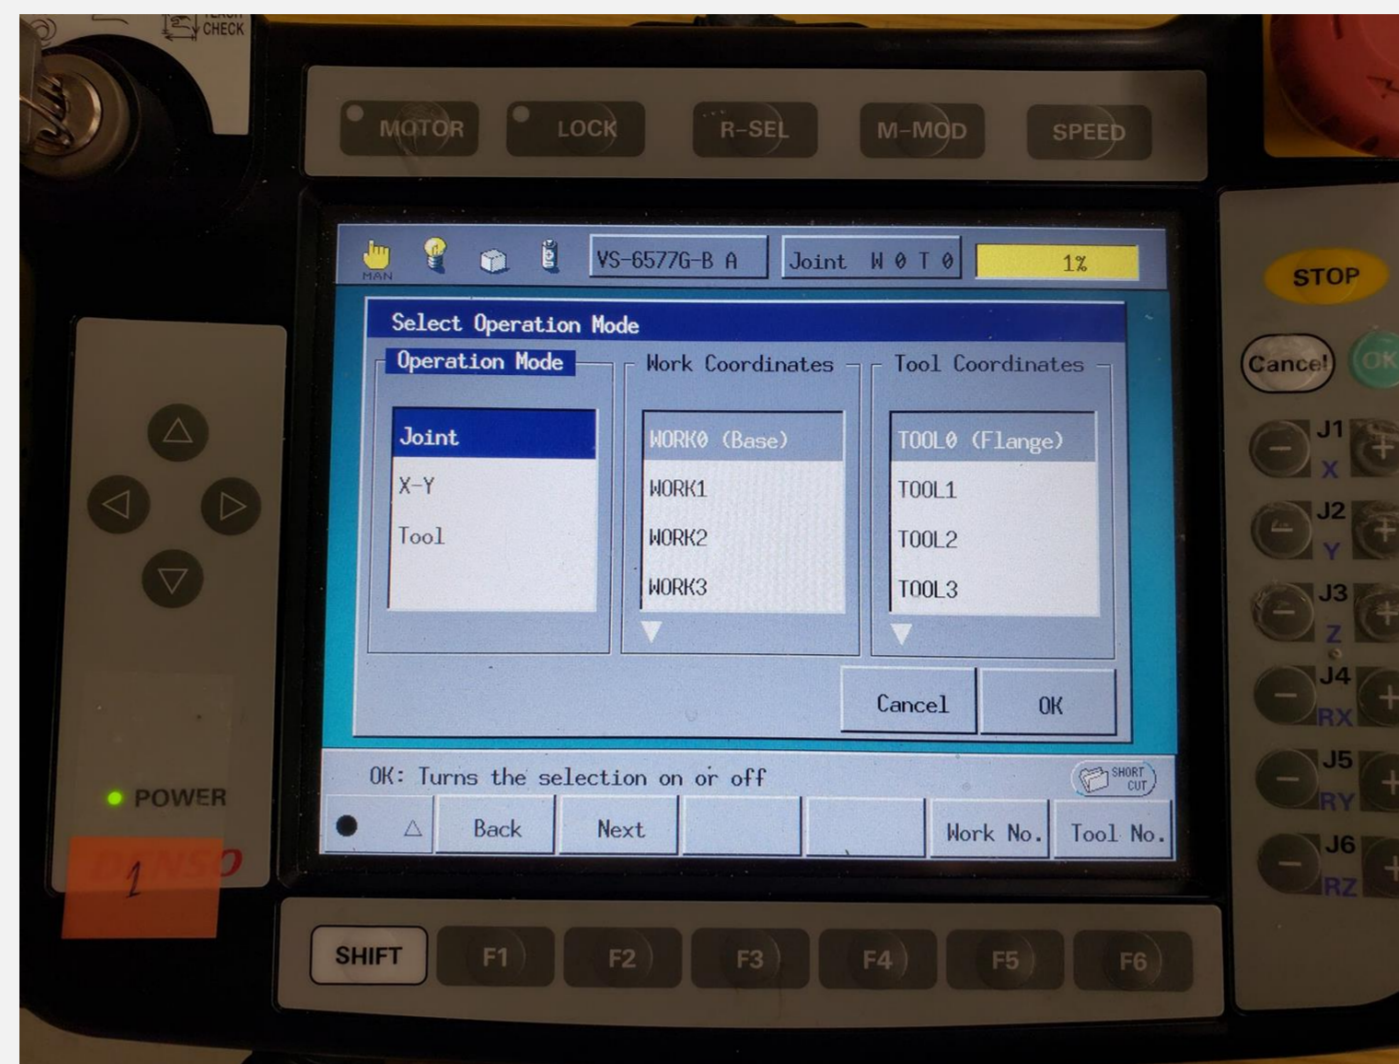 CHECK
MOTOR
LOCK
R-SEL
M-MOD
SPEED
MAN
VS-6577G-B A
Joint W 0 T 0
1%
STOP
Cancel
OK
Select Operation Mode
Operation Mode
Joint
X-Y
Tool
Work Coordinates
WORK0 (Base)
WORK1
WORK2
WORK3
Tool Coordinates
TOOL0 (Flange)
TOOL1
TOOL2
TOOL3
Cancel
OK
OK: Turns the selection on or off
SHORT
CUT
Back
Next
Work No.
Tool No.
J1
X
J2
Y
J3
Z
J4
RX
J5
RY
J6
RZ
POWER
DENSO
1
SHIFT
F1
F2
F3
F4
F5
F6